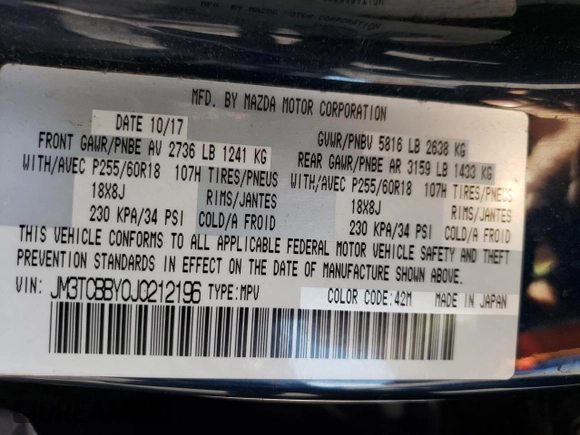 MFD. BY MAZDA MOTOR CORPORATION
DATE 10/17
GVWR/PNBV 5816 LB 2638 KG
FRONT GAWR/PNBE AV 2736 LB 1241 KG
REAR GAWR/PNBE AR 3159 LB 1433 KG
WITH/AVEC P255/60R18 107H TIRES/PNEUS
WITH/AVEC P255/60R18 107H TIRES/PNEUS
18X8J RIMS/JANTES
18X8J RIMS/JANTES
230 KPA/34 PSI COLD/A FROID
230 KPA/34 PSI COLD/A FROID
THIS VEHICLE CONFORMS TO ALL APPLICABLE FEDERAL MOTOR VEHICLE SAFETY AND THEFT
PREVENTION STANDARDS IN EFFECT ON THE DATE OF MANUFACTURE SHOWN ABOVE.
VIN: JM3TCBBY0J0212196 TYPE:MPV COLOR CODE:42M MADE IN JAPAN